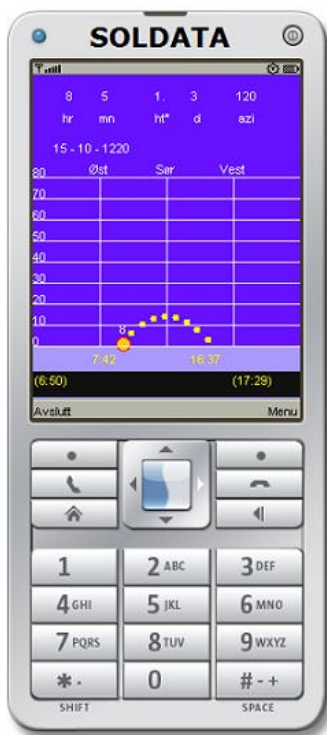 SOLDATA
8 5 1. 3 120
hr mn ht° d azi
15 - 10 - 1220
80 Øst Sør Vest
70
60
50
40
30
20
10
8
0
7:42 16:37
(6:50) (17:29)
Avslutt Menu
1 2 ABC 3 DEF
4 GHI 5 JKL 6 MNO
7 PQRS 8 TUV 9 WXYZ
* . 0 # - +
SHIFT SPACE